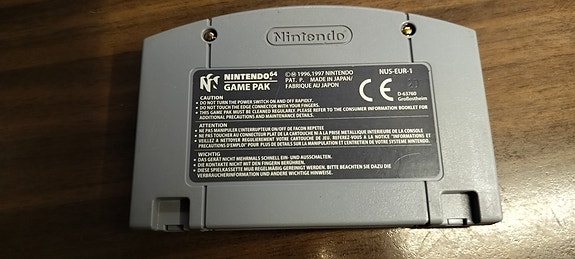 Nintendo
NINTENDO 64
GAME PAK
©® 1996,1997 NINTENDO
PAT. P. MADE IN JAPAN/
FABRIQUE AU JAPON
NUS-EUR-1
CE
D-63760
Großostheim
CAUTION
• DO NOT TURN THE POWER SWITCH ON AND OFF RAPIDLY.
• DO NOT TOUCH THE EDGE CONNECTOR WITH YOUR FINGERS.
• THIS GAME PAK MUST BE CLEANED REGULARLY. PLEASE REFER TO THE CONSUMER INFORMATION BOOKLET FOR
ADDITIONAL PRECAUTIONS AND MAINTENANCE DETAILS.
ATTENTION
• NE PAS MANIPULER L'INTERRUPTEUR ON/OFF DE FACON REPETEE
• NE PAS TOUCHER AU CONNECTEUR PLAT DE LA CARTOUCHE NI A LA PRISE METALLIQUE INTERIEURE DE LA CONSOLE
• VEUILLEZ A NETTOYER REGULIEREMENT VOTRE CARTOUCHE DE JEU. REFEREZ-VOUS A LA NOTICE "INFORMATIONS ET
PRECAUTIONS D'EMPLOI" POUR PLUS DE DETAILS SUR LA MANIPULATION ET L'ENTRETIEN DE VOTRE SYSTEME NINTENDO.
WICHTIG
• DAS GERÄT NICHT MEHRMALS SCHNELL EIN- UND AUSSCHALTEN.
• DIE KONTAKTE NICHT MIT DEN FINGERN BERÜHREN.
• DIESE SPIELKASSETTE MUß REGELMÄßIG GEREINIGT WERDEN. BITTE BEACHTEN SIE DAZU DIE
VERBRAUCHERINFORMATION UND ANDERE WICHTIGE HINWEISE.